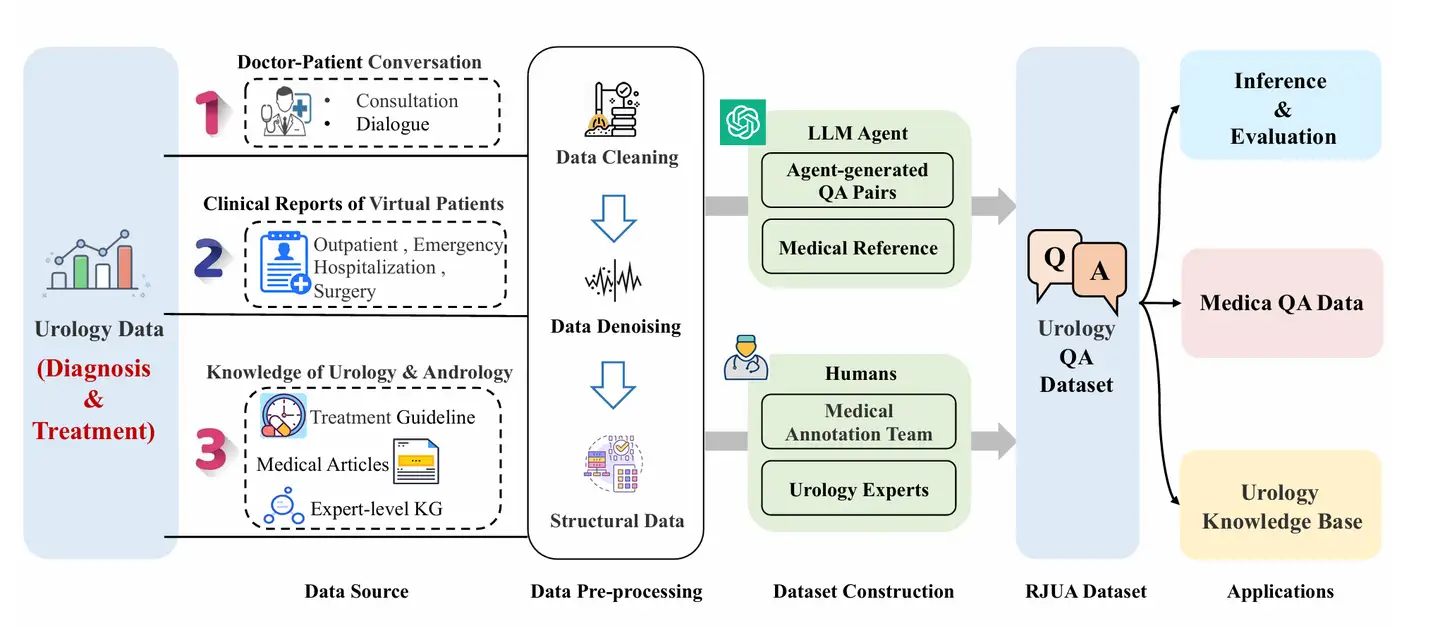 Urology Data
(Diagnosis
&
Treatment)
1
Doctor-Patient Conversation
• Consultation
• Dialogue
2
Clinical Reports of Virtual Patients
Outpatient , Emergency
Hospitalization ,
Surgery
3
Knowledge of Urology & Andrology
Treatment Guideline
Medical Articles
Expert-level KG
Data Source
Data Cleaning
Data Denoising
Structural Data
Data Pre-processing
LLM Agent
Agent-generated
QA Pairs
Medical Reference
Humans
Medical
Annotation Team
Urology Experts
Dataset Construction
Q
A
Urology
QA
Dataset
RJUA Dataset
Inference
&
Evaluation
Medica QA Data
Urology
Knowledge Base
Applications